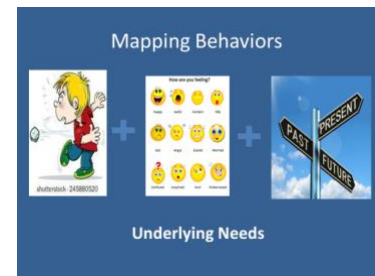 Mapping Behaviors
How are you feeling?
shutterstock · 245880520
PAST
PRESENT
FUTURE
Underlying Needs